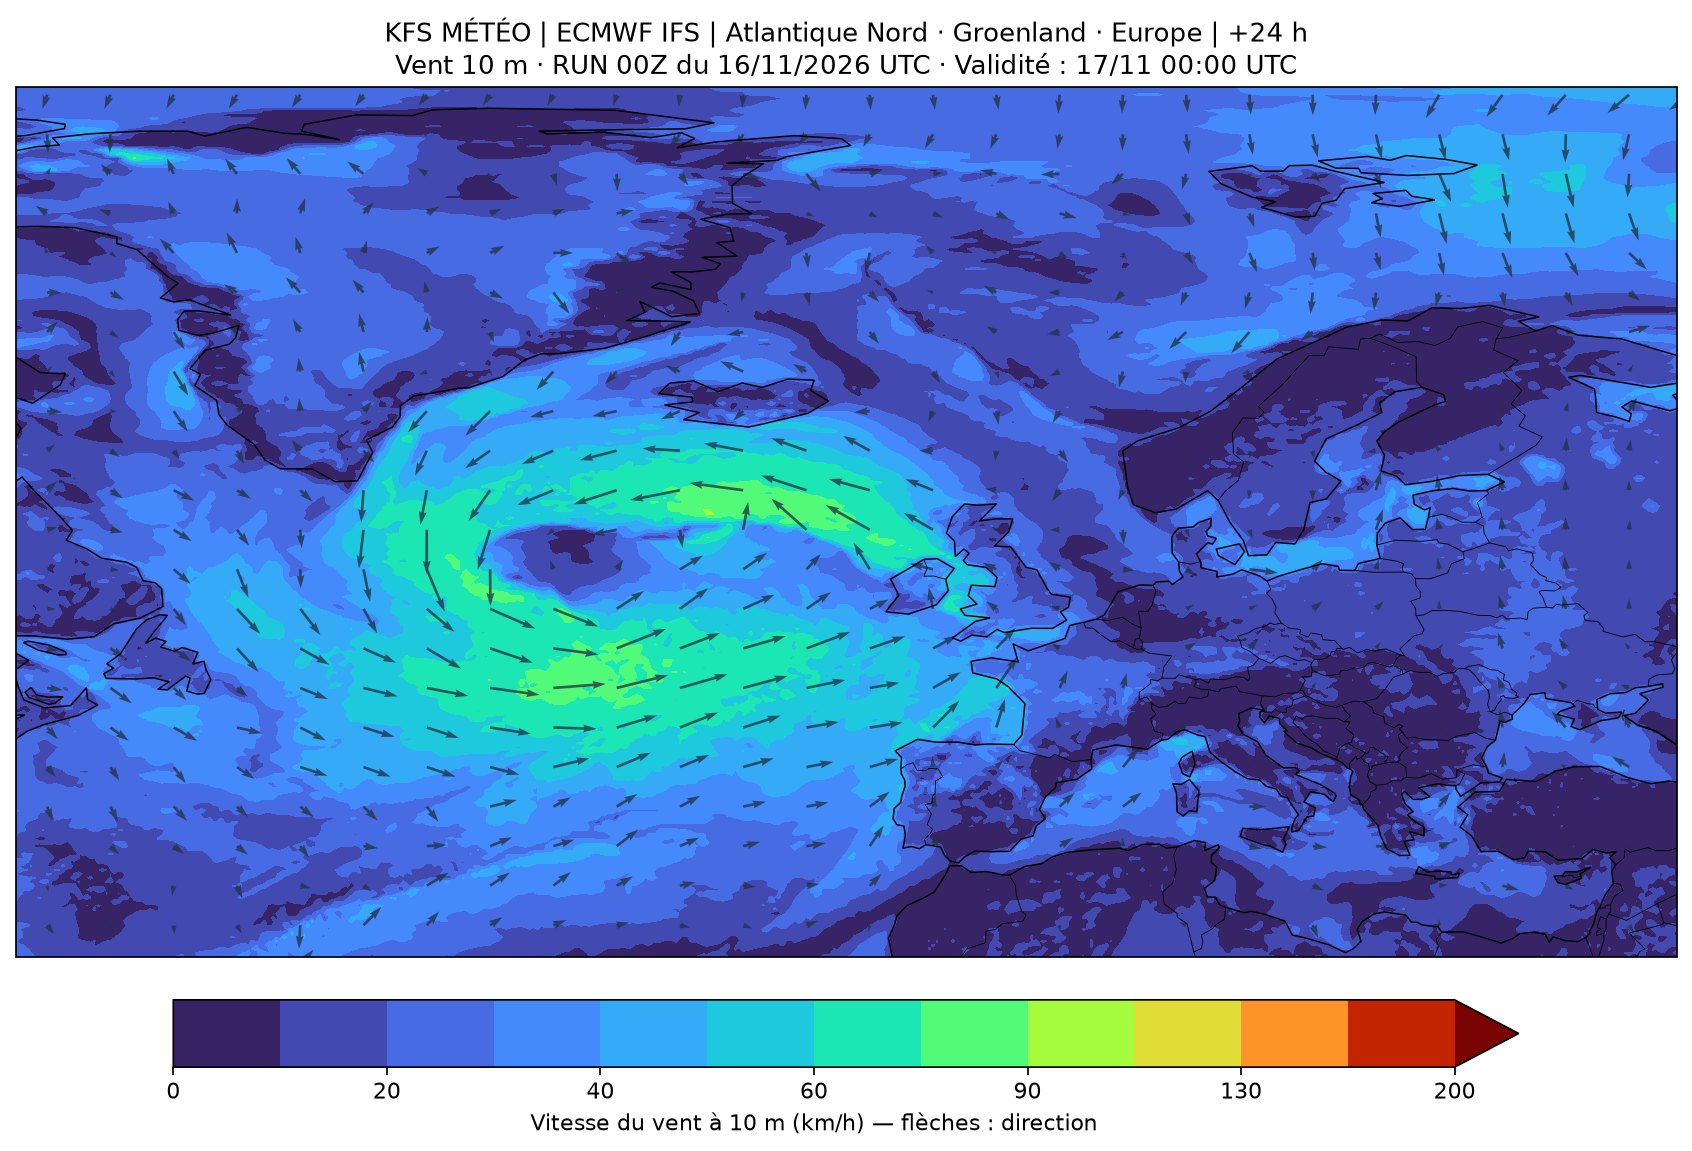 KFS MÉTÉO | ECMWF IFS | Atlantique Nord · Groenland · Europe | +24 h
Vent 10 m · RUN 00Z du 16/11/2026 UTC · Validité : 17/11 00:00 UTC
0 20 40 60 90 130 200
Vitesse du vent à 10 m (km/h) — flèches : direction